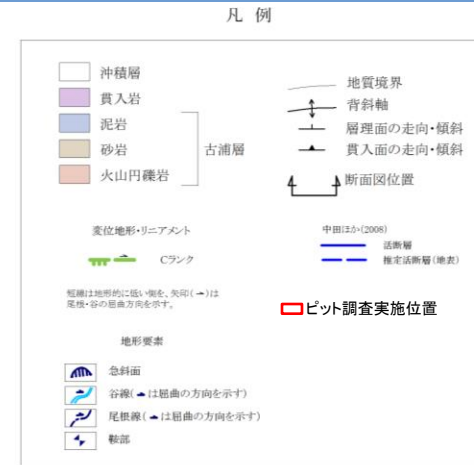 凡 例
沖積層
貫入岩
泥岩
砂岩
火山円礫岩
古浦層
地質境界
背斜軸
層理面の走向・傾斜
貫入面の走向・傾斜
断面図位置
変位地形・リニアメント
Cランク
短線は地形的に低い側を、矢印(→)は
尾根・谷の屈曲方向を示す。
中田ほか(2008)
活断層
推定活断層(地表)
ピット調査実施位置
地形要素
急斜面
谷線(→は屈曲の方向を示す)
尾根線(→は屈曲の方向を示す)
鞍部